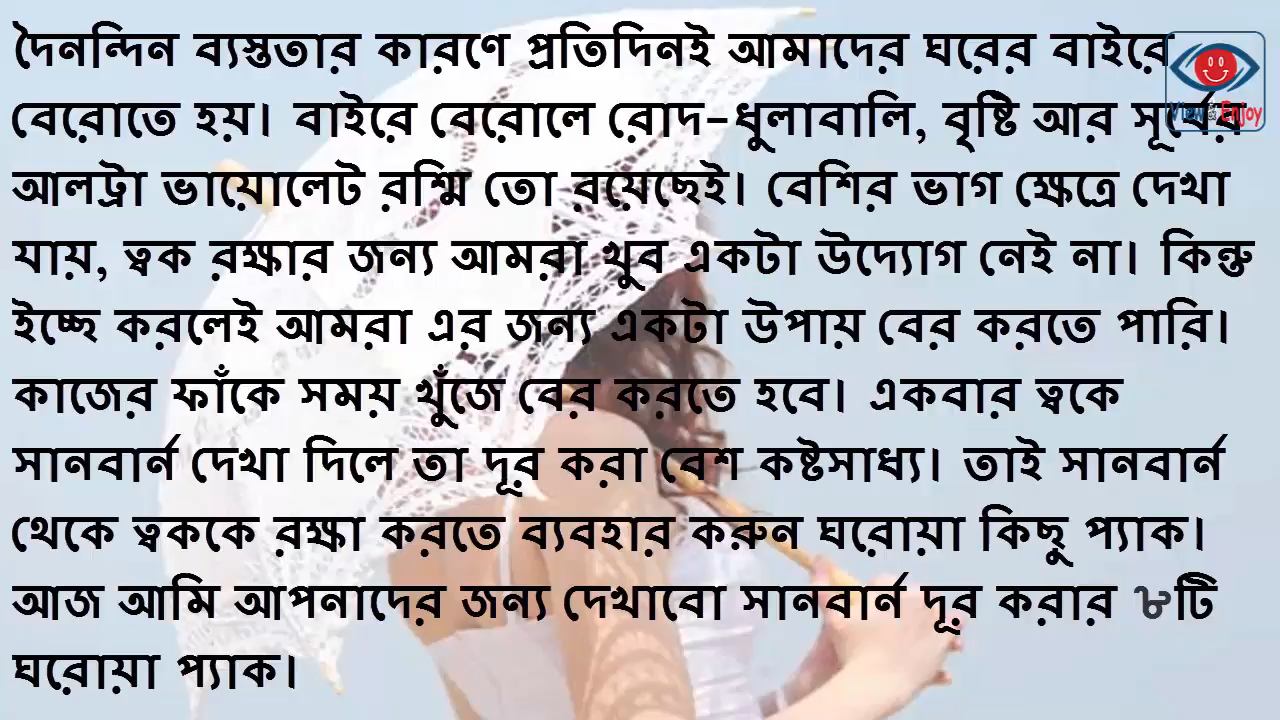 দৈনন্দিন ব্যস্ততার কারণে প্রতিদিনই আমাদের ঘরের বাইরে
বেরোতে হয়। বাইরে বেরোলে রোদ-ধুলাবালি, বৃষ্টি আর সূর্যের
আলট্রা ভায়োলেট রশ্মি তো রয়েছেই। বেশির ভাগ ক্ষেত্রে দেখা
যায়, ত্বক রক্ষার জন্য আমরা খুব একটা উদ্যোগ নেই না। কিন্তু
ইচ্ছে করলেই আমরা এর জন্য একটা উপায় বের করতে পারি।
কাজের ফাঁকে সময় খুঁজে বের করতে হবে। একবার ত্বকে
সানবার্ন দেখা দিলে তা দূর করা বেশ কষ্টসাধ্য। তাই সানবার্ন
থেকে ত্বককে রক্ষা করতে ব্যবহার করুন ঘরোয়া কিছু প্যাক।
আজ আমি আপনাদের জন্য দেখাবো সানবার্ন দূর করার ৮টি
ঘরোয়া প্যাক।
View & Enjoy